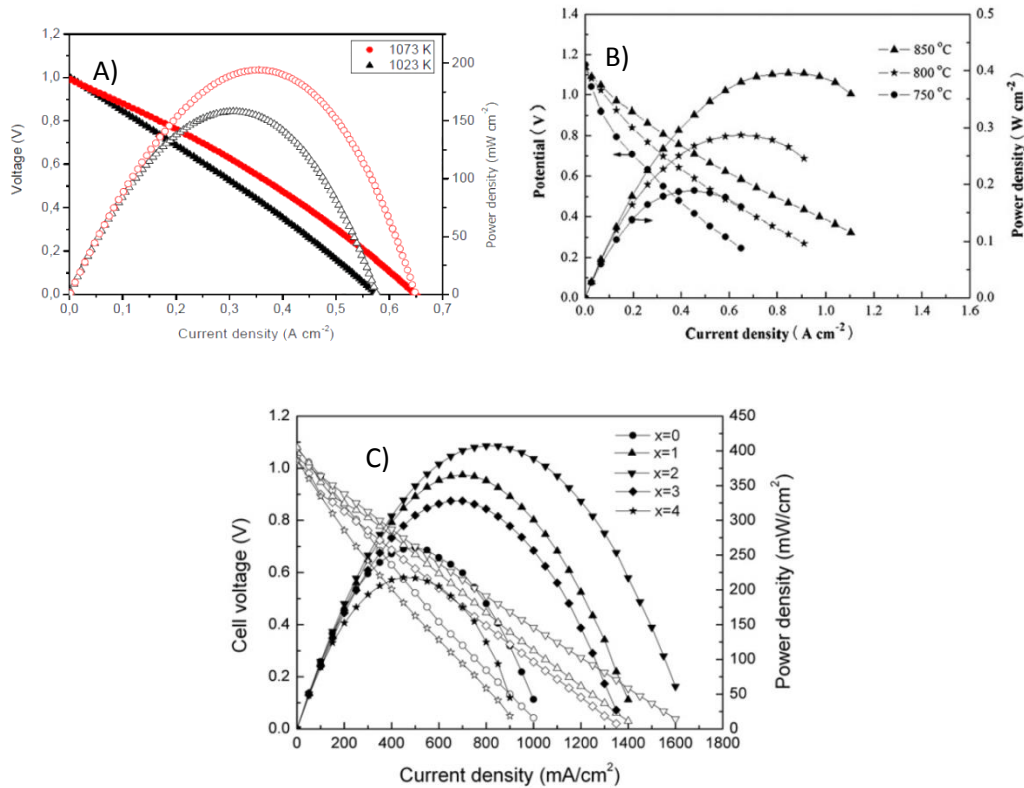 A)
1073 K
1023 K
Voltage (V)
1,2
1,0
0,8
0,6
0,4
0,2
0,0
0,0 0,1 0,2 0,3 0,4 0,5 0,6 0,7
Current density (A cm-2)
200
150
100
50
0
Power density (mW cm-2)
B)
850 °C
800 °C
750 °C
Potential ( V )
1.4
1.2
1.0
0.8
0.6
0.4
0.2
0.0
0.0 0.2 0.4 0.6 0.8 1.0 1.2 1.4 1.6
Current density ( A cm-2 )
0.5
0.4
0.3
0.2
0.1
0.0
Power density ( W cm-2 )
C)
x=0
x=1
x=2
x=3
x=4
Cell voltage (V)
1.2
1.0
0.8
0.6
0.4
0.2
0.0
0 200 400 600 800 1000 1200 1400 1600 1800
Current density (mA/cm2)
450
400
350
300
250
200
150
100
50
0
Power density (mW/cm2)